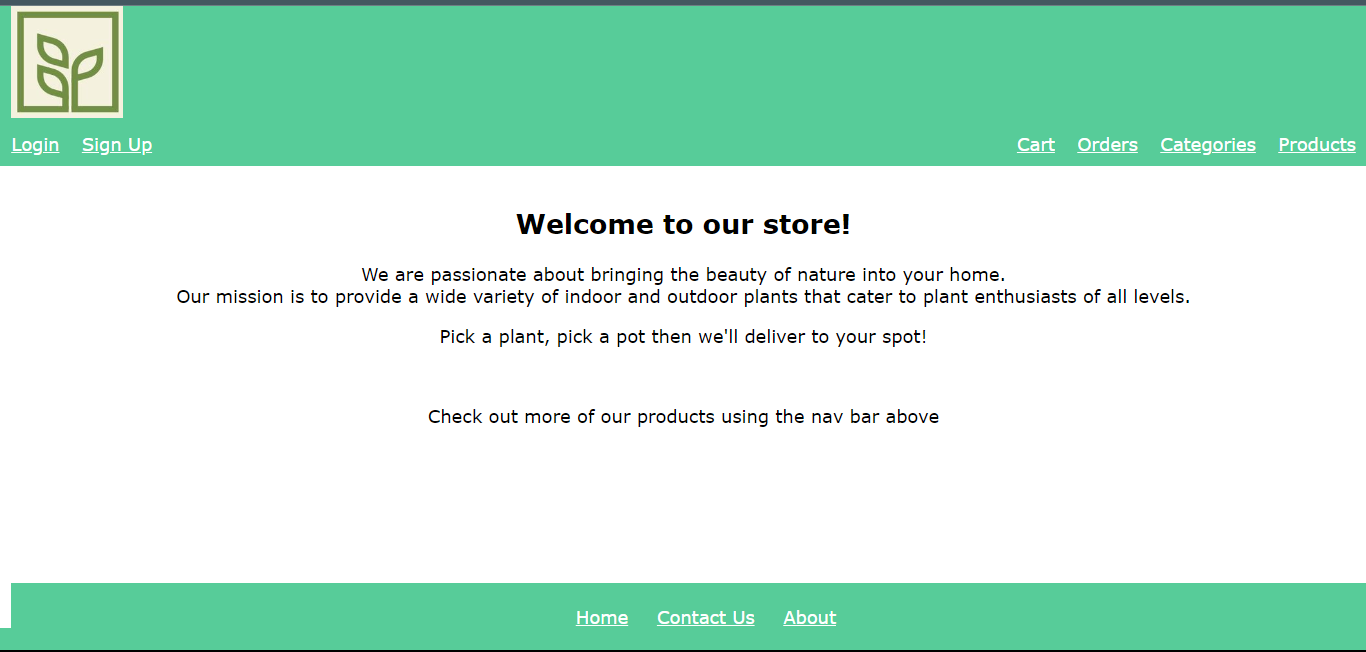 Login Sign Up Cart Orders Categories Products
Welcome to our store!
We are passionate about bringing the beauty of nature into your home.
Our mission is to provide a wide variety of indoor and outdoor plants that cater to plant enthusiasts of all levels.
Pick a plant, pick a pot then we'll deliver to your spot!
Check out more of our products using the nav bar above
Home Contact Us About